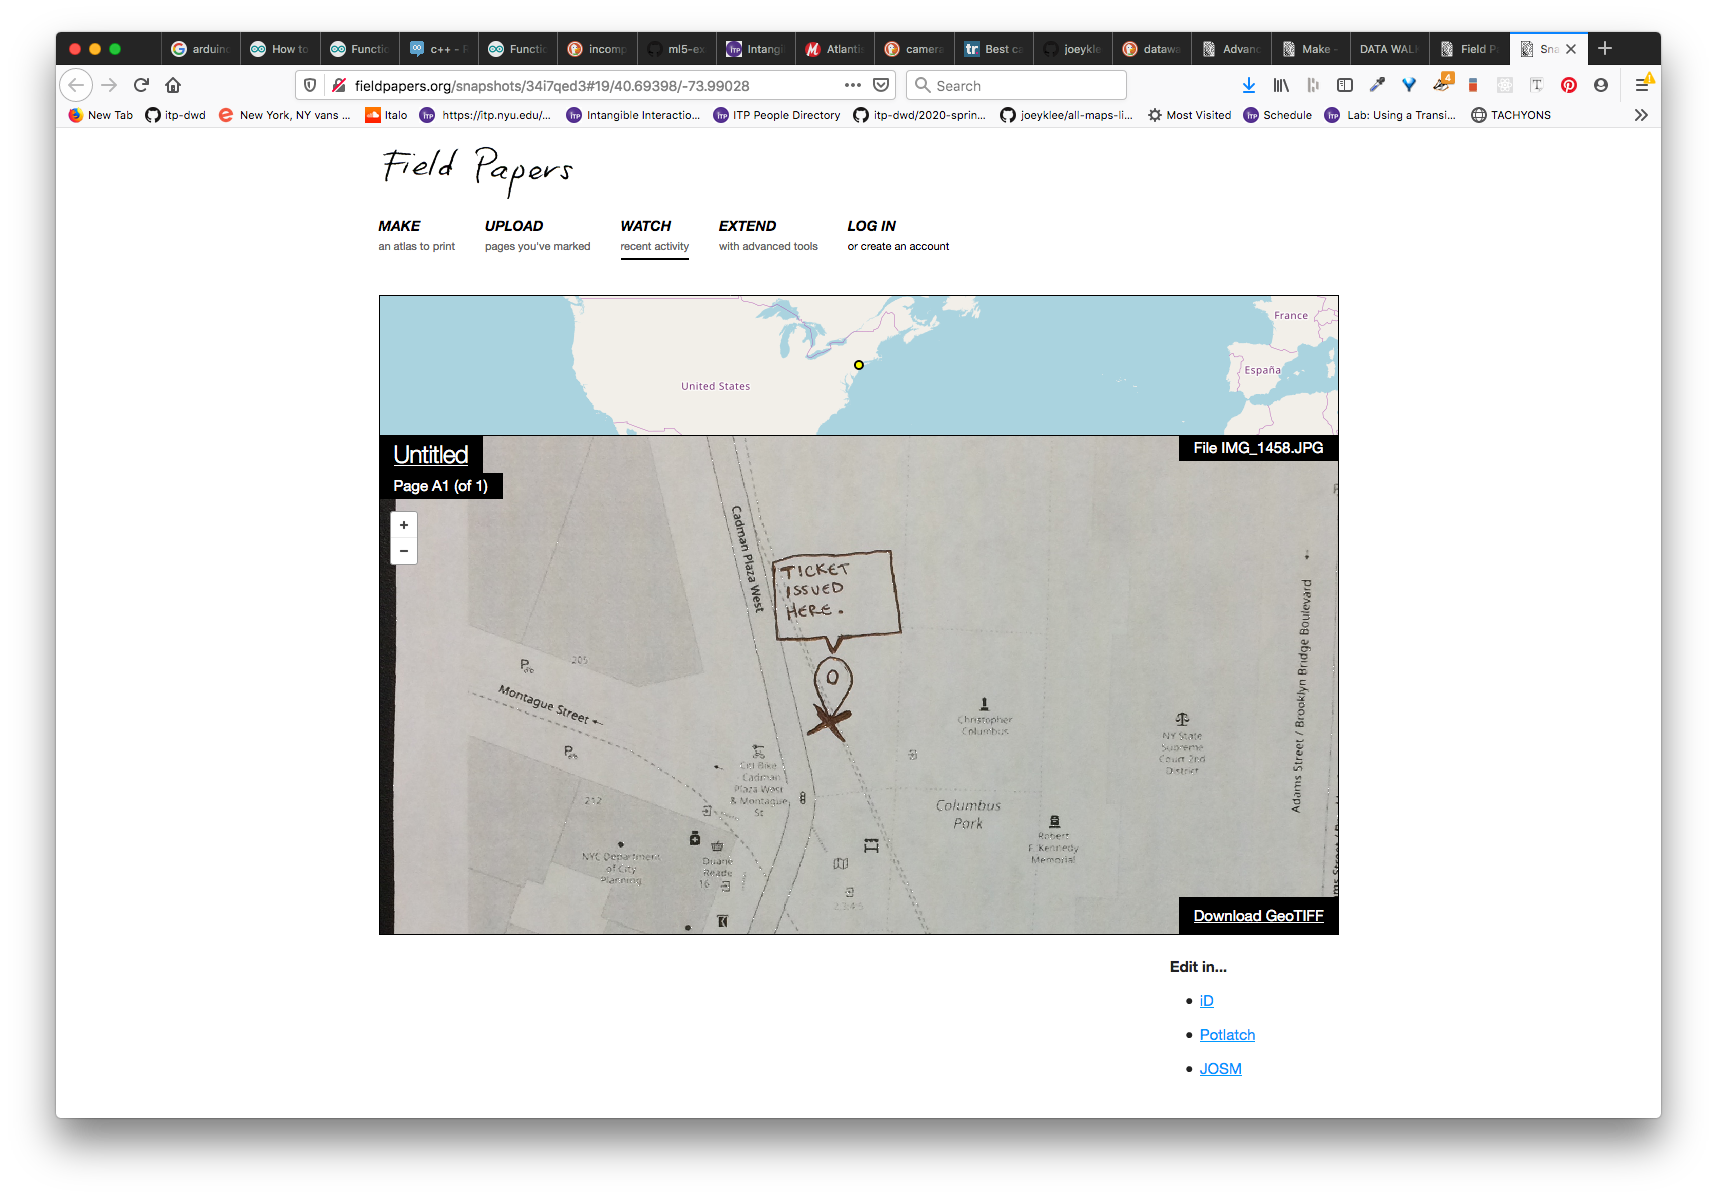 arduin
How to
Functio
c++ - F
Functio
incomp
ml5-ex
Intangi
Atlanti
camera
Best ca
joeykle
datawa
Advanc
Make -
DATA WALK
Field P
Sna
fieldpapers.org/snapshots/34i7qed3#19/40.69398/-73.99028
Search
4
New Tab
itp-dwd
New York, NY vans ...
Italo
https://itp.nyu.edu/...
Intangible Interactio...
ITP People Directory
itp-dwd/2020-sprin...
joeyklee/all-maps-li...
Most Visited
Schedule
Lab: Using a Transi...
TACHYONS
Field Papers
MAKE
an atlas to print
UPLOAD
pages you've marked
WATCH
recent activity
EXTEND
with advanced tools
LOG IN
or create an account
United States
France
España
Untitled
Page A1 (of 1)
File IMG_1458.JPG
+
−
Cadman Plaza West
TICKET
ISSUED
HERE.
P
205
Montague Street
P
212
Citi Bike
Cadman
Plaza West
& Montague
St
Christopher
Columbus
NY State
Supreme
Court 2nd
District
Adams Street / Brooklyn Bridge Boulevard
Columbus
Park
Robert
F. Kennedy
Memorial
NYC Department
of City
Planning
Duane
Reade
16
Download GeoTIFF
Edit in...
iD
Potlatch
JOSM